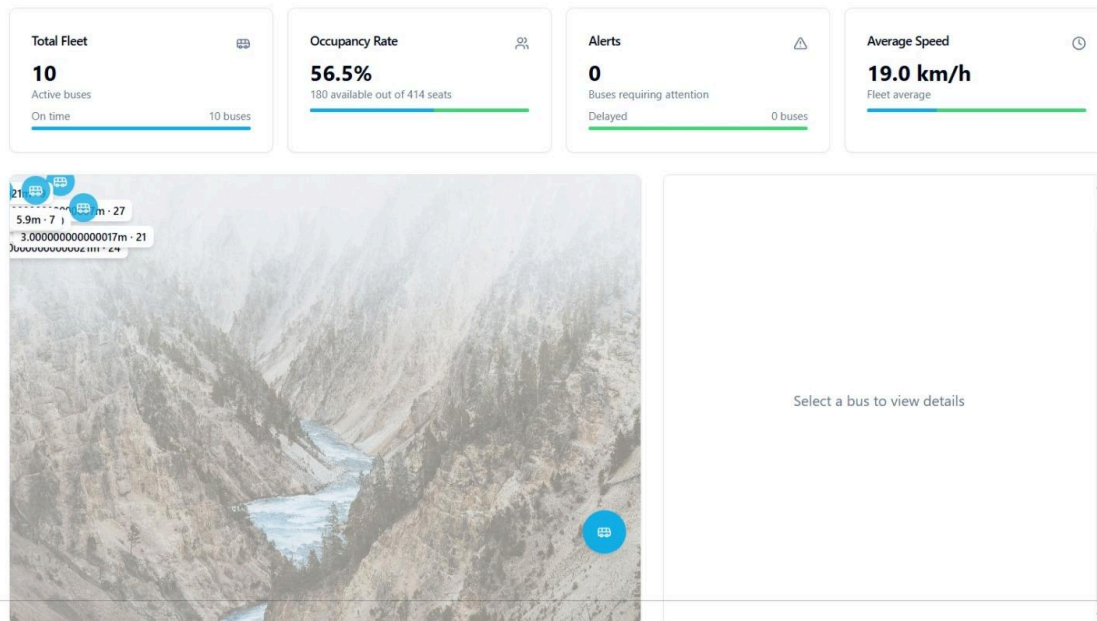 Total Fleet
10
Active buses
On time 10 buses
Occupancy Rate
56.5%
180 available out of 414 seats
Alerts
0
Buses requiring attention
Delayed 0 buses
Average Speed
19.0 km/h
Fleet average
21m
m · 27
5.9m · 7
3.000000000000017m · 21
Select a bus to view details